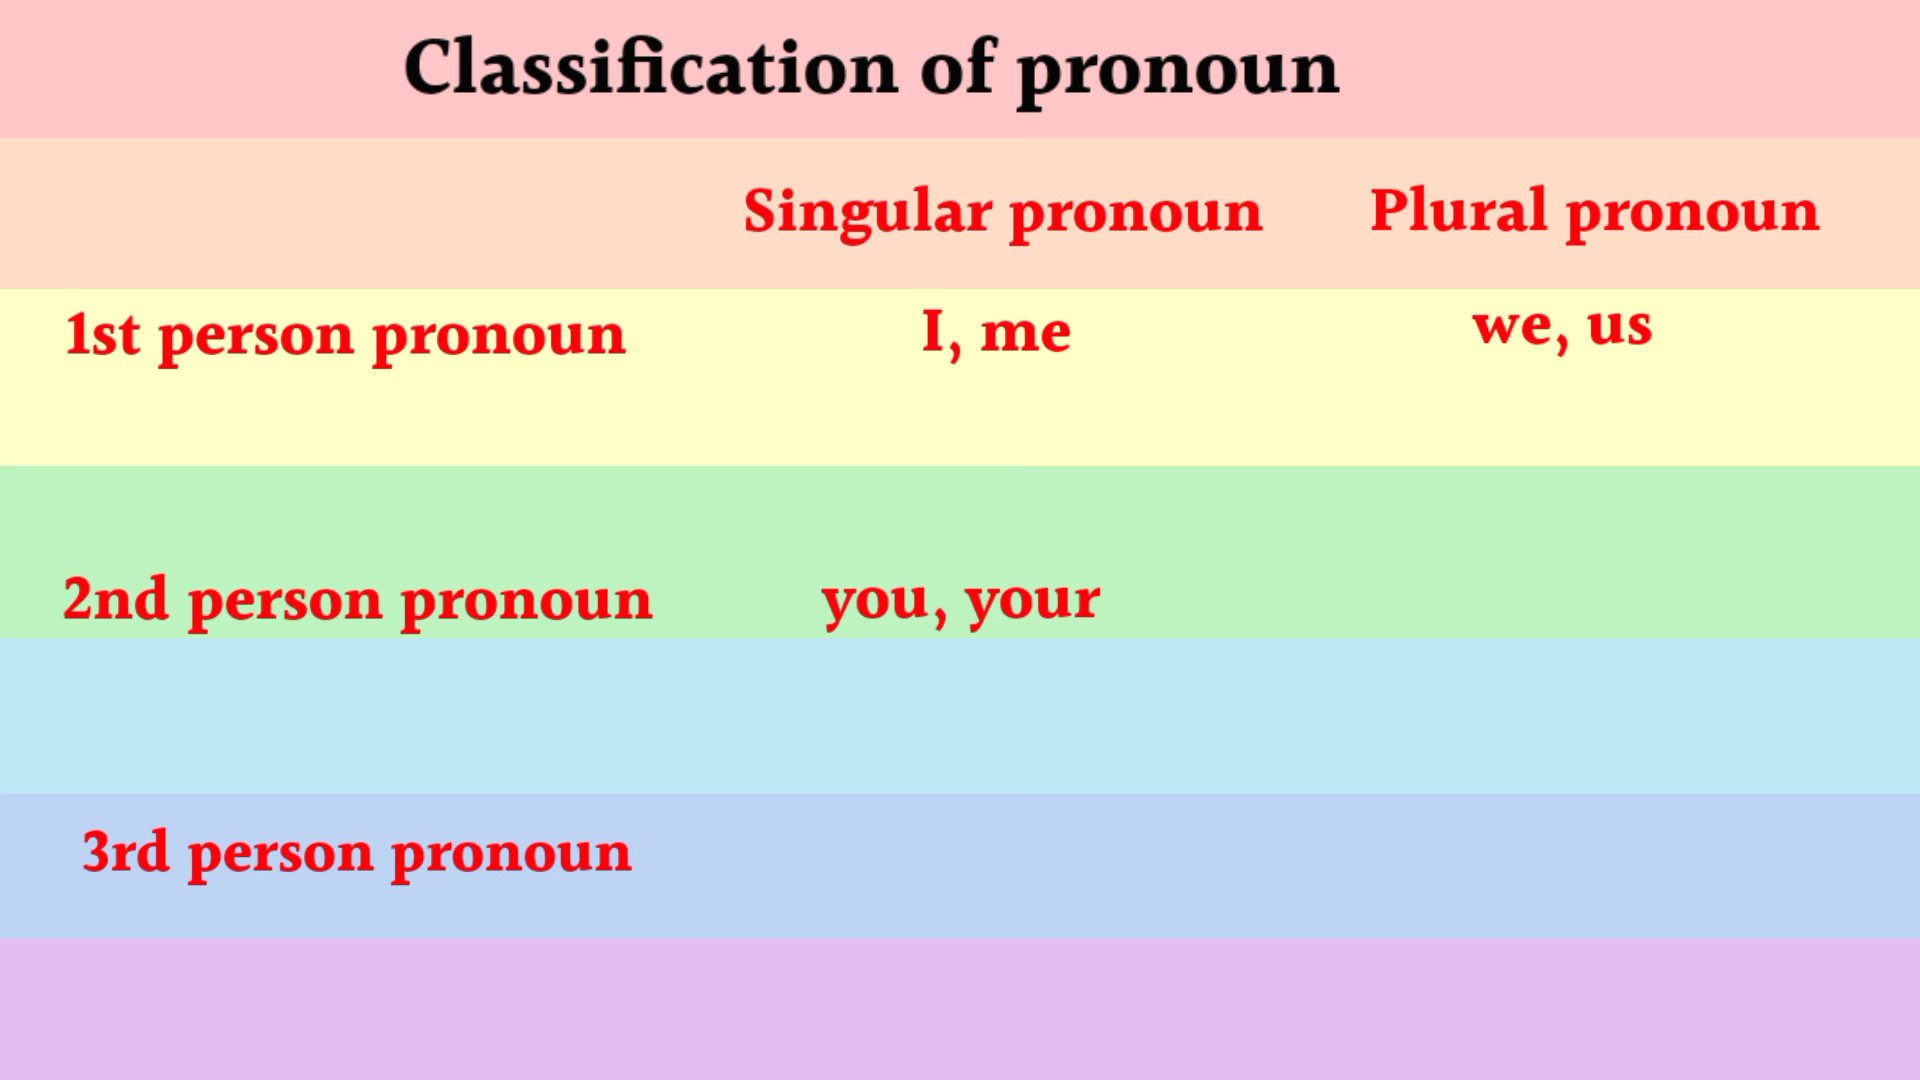 Classification of pronoun
Singular pronoun Plural pronoun
1st person pronoun I, me we, us
2nd person pronoun you, your
3rd person pronoun